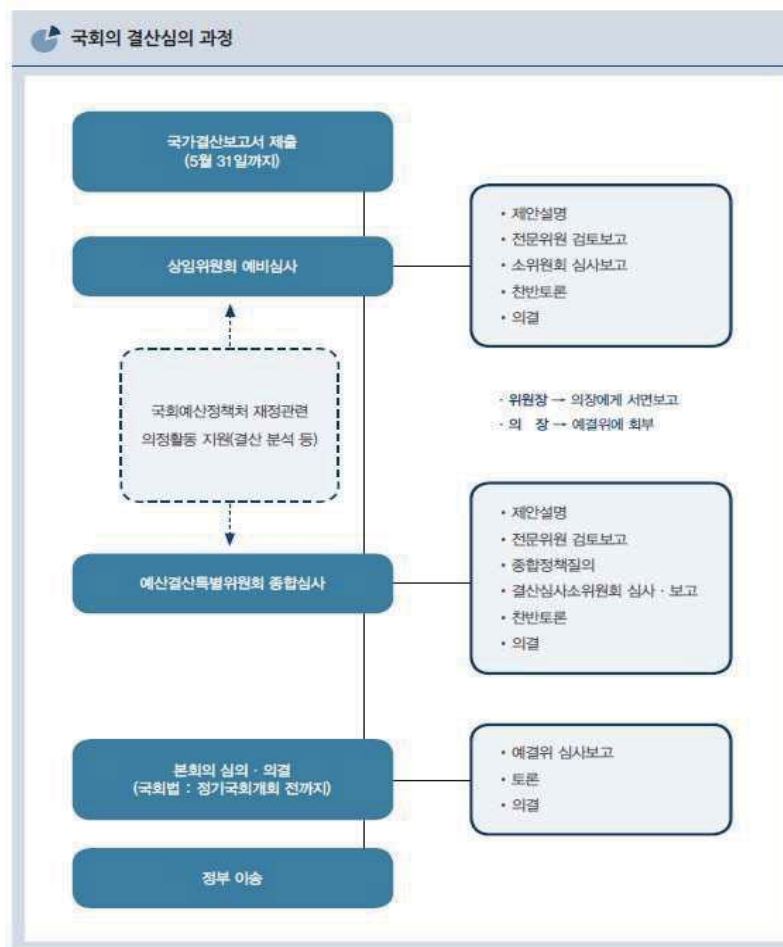 국회의 결산심의 과정
국가결산보고서 제출
(5월 31일까지)
상임위원회 예비심사
• 제안설명
• 전문위원 검토보고
• 소위원회 심사보고
• 찬반토론
• 의결
국회예산정책처 재정관련
의정활동 지원(결산 분석 등)
· 위원장 → 의장에게 서면보고
· 의 장 → 예결위에 회부
예산결산특별위원회 종합심사
• 제안설명
• 전문위원 검토보고
• 종합정책질의
• 결산심사소위원회 심사 · 보고
• 찬반토론
• 의결
본회의 심의 · 의결
(국회법 : 정기국회개회 전까지)
• 예결위 심사보고
• 토론
• 의결
정부 이송